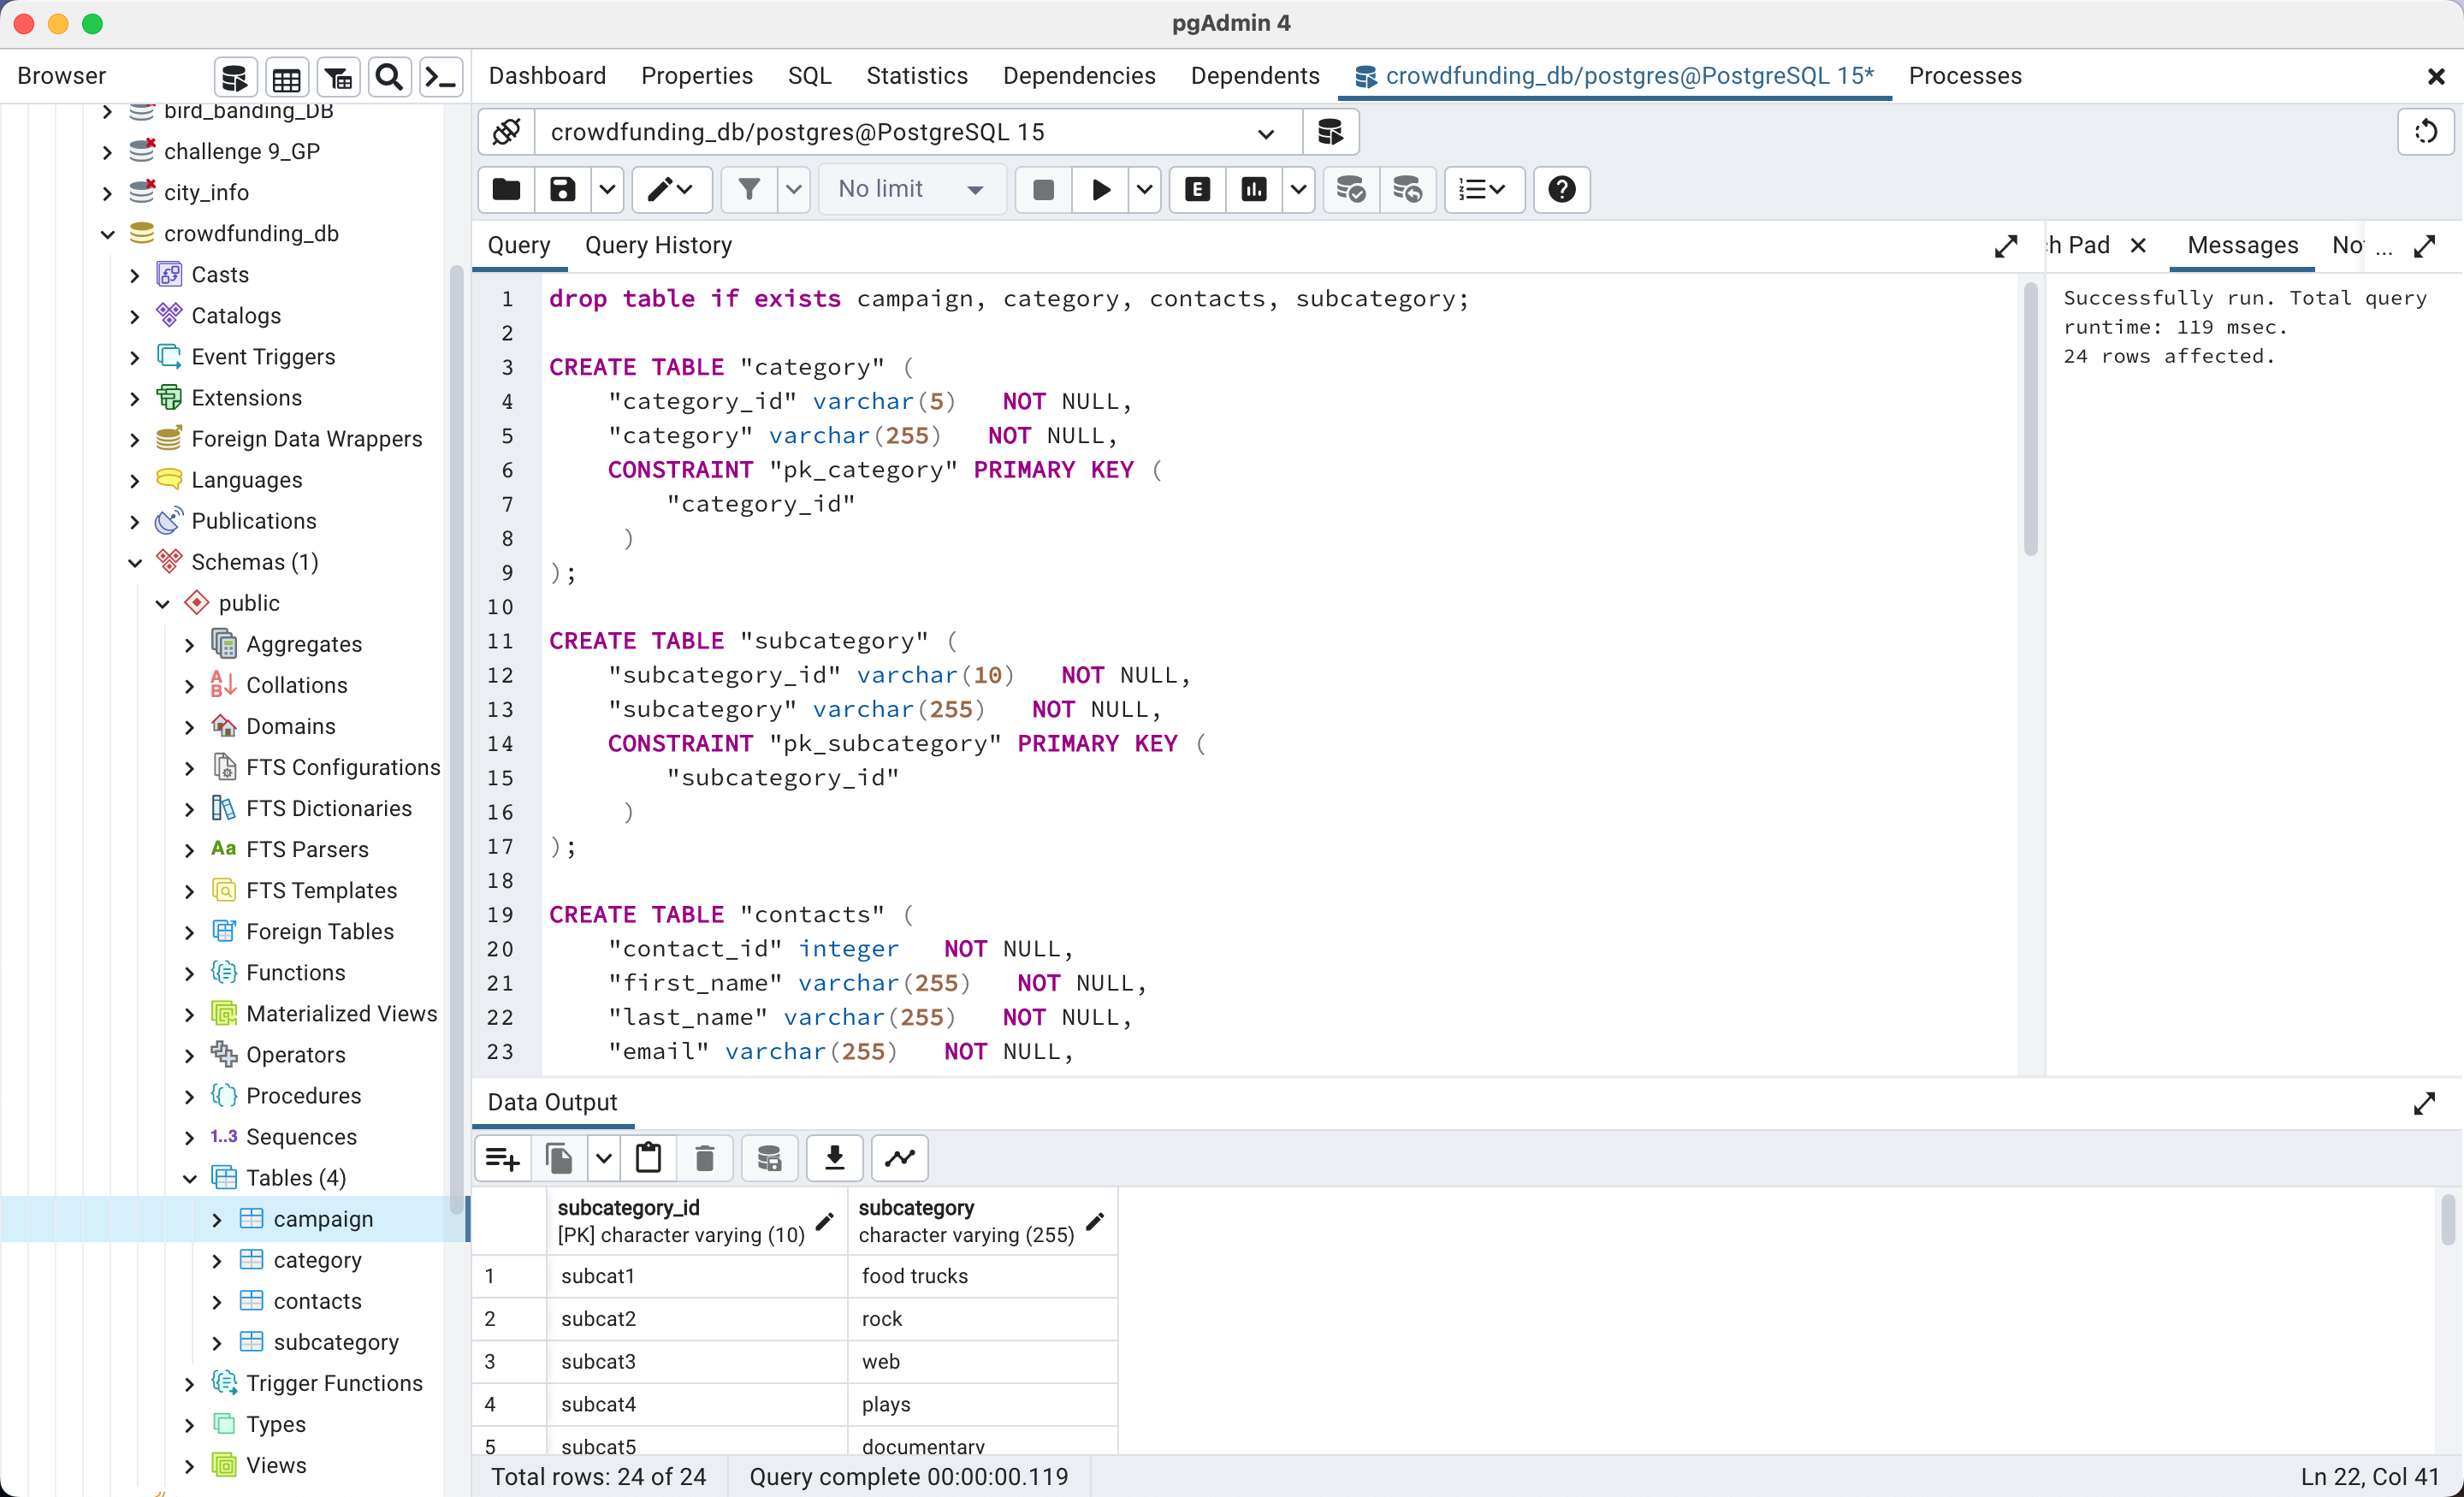 pgAdmin 4
Browser
Dashboard Properties SQL Statistics Dependencies Dependents crowdfunding_db/postgres@PostgreSQL 15* Processes
bird_banding_DB
challenge 9_GP
city_info
crowdfunding_db
Casts
Catalogs
Event Triggers
Extensions
Foreign Data Wrappers
Languages
Publications
Schemas (1)
public
Aggregates
Collations
Domains
FTS Configurations
FTS Dictionaries
Aa FTS Parsers
FTS Templates
Foreign Tables
Functions
Materialized Views
Operators
Procedures
1..3 Sequences
Tables (4)
campaign
category
contacts
subcategory
Trigger Functions
Types
Views
crowdfunding_db/postgres@PostgreSQL 15
No limit
E
Query Query History
1 drop table if exists campaign, category, contacts, subcategory;
2
3 CREATE TABLE "category" (
4 "category_id" varchar(5) NOT NULL,
5 "category" varchar(255) NOT NULL,
6 CONSTRAINT "pk_category" PRIMARY KEY (
7 "category_id"
8 )
9 );
10
11 CREATE TABLE "subcategory" (
12 "subcategory_id" varchar(10) NOT NULL,
13 "subcategory" varchar(255) NOT NULL,
14 CONSTRAINT "pk_subcategory" PRIMARY KEY (
15 "subcategory_id"
16 )
17 );
18
19 CREATE TABLE "contacts" (
20 "contact_id" integer NOT NULL,
21 "first_name" varchar(255) NOT NULL,
22 "last_name" varchar(255) NOT NULL,
23 "email" varchar(255) NOT NULL,
h Pad Messages No ...
Successfully run. Total query
runtime: 119 msec.
24 rows affected.
Data Output
subcategory_id subcategory
[PK] character varying (10) character varying (255)
1 subcat1 food trucks
2 subcat2 rock
3 subcat3 web
4 subcat4 plays
5 subcat5 documentary
Total rows: 24 of 24 Query complete 00:00:00.119 Ln 22, Col 41